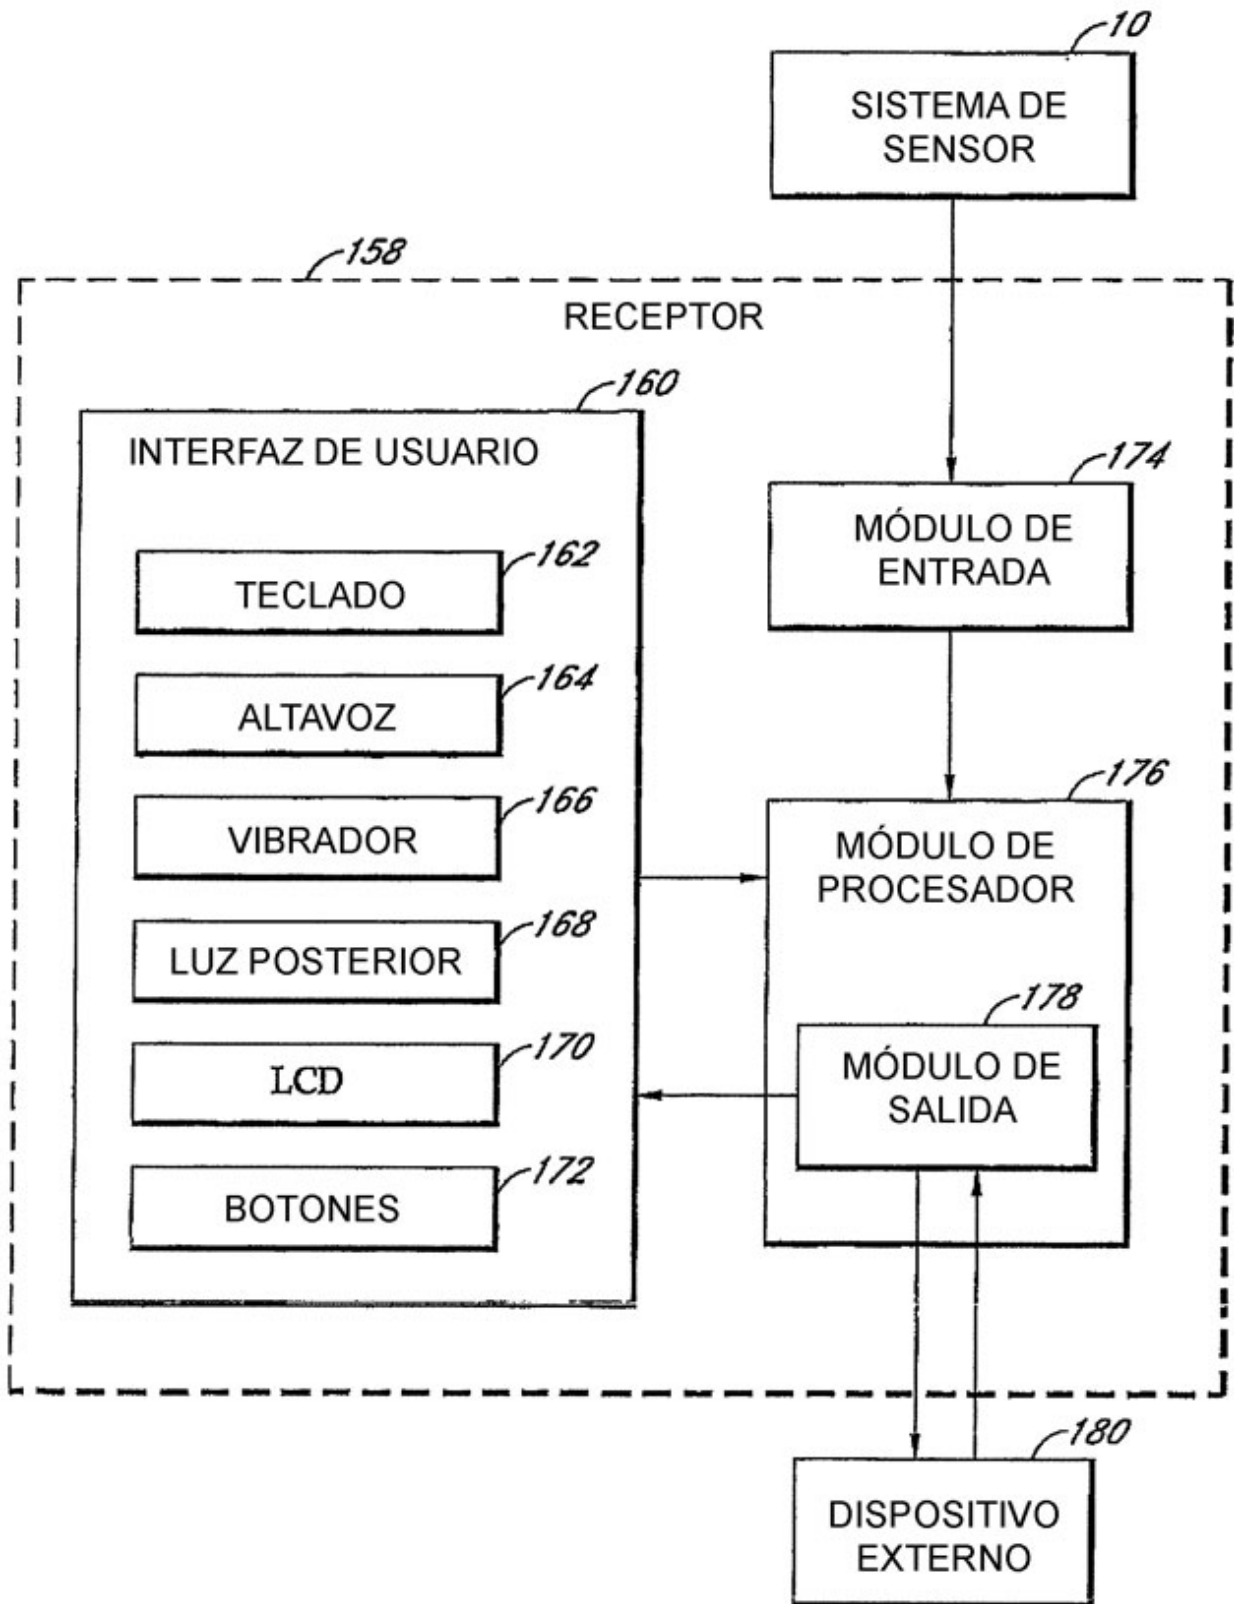 10
SISTEMA DE
SENSOR
158
RECEPTOR
160
INTERFAZ DE USUARIO
162
TECLADO
164
ALTAVOZ
166
VIBRADOR
168
LUZ POSTERIOR
170
LCD
172
BOTONES
174
MÓDULO DE
ENTRADA
176
MÓDULO DE
PROCESADOR
178
MÓDULO DE
SALIDA
180
DISPOSITIVO
EXTERNO